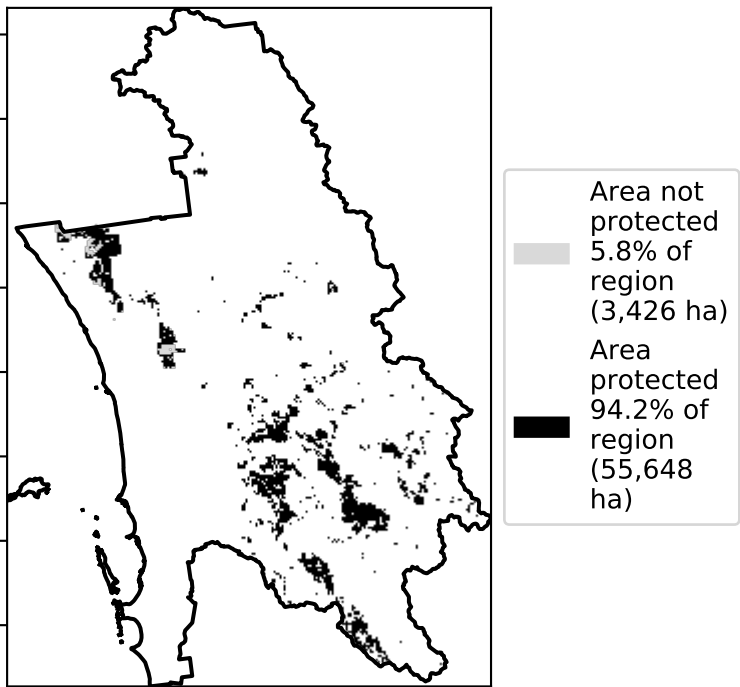 Area not
protected
5.8% of
region
(3,426 ha)
Area
protected
94.2% of
region
(55,648
ha)